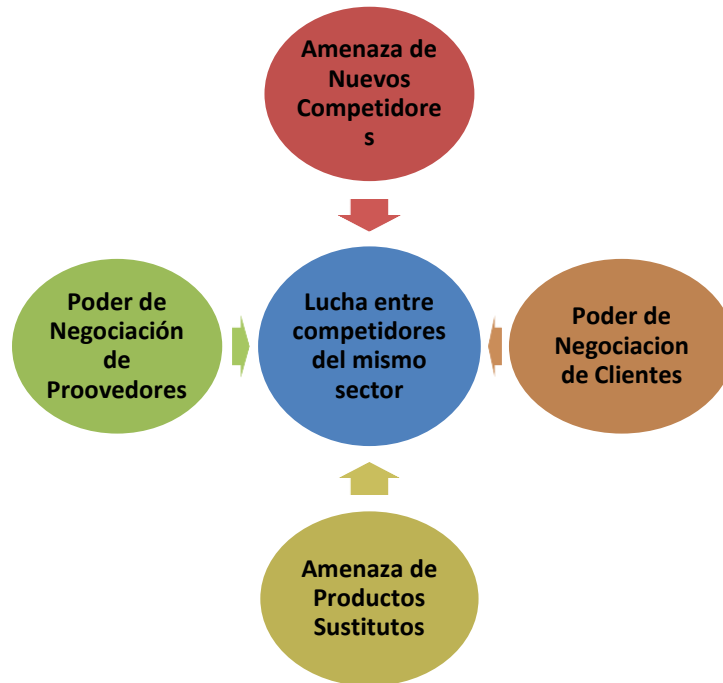 Amenaza de
Nuevos
Competidore
s
Poder de
Negociación
de
Proovedores
Lucha entre
competidores
del mismo
sector
Poder de
Negociacion
de Clientes
Amenaza de
Productos
Sustitutos